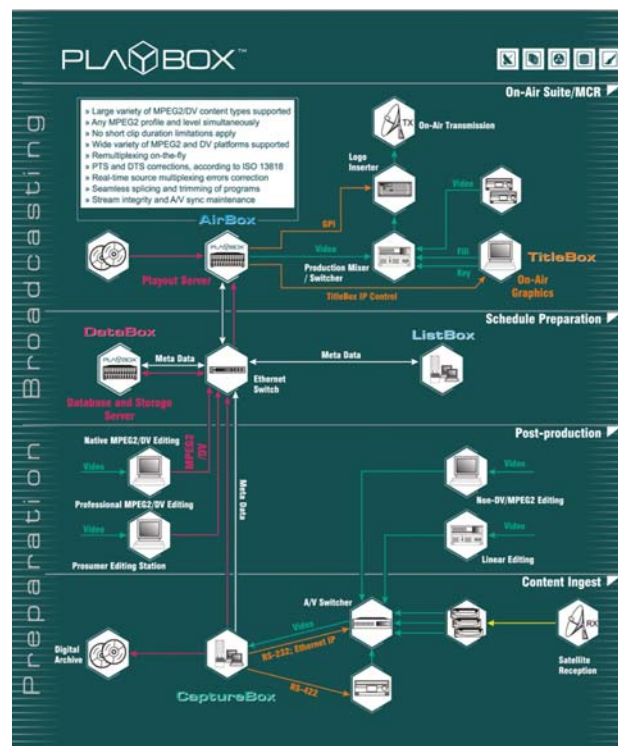 PLAYBOX™
On-Air Suite/MCR
» Large variety of MPEG2/DV content types supported
» Any MPEG profile and level simultaneously
» No short clip duration limitations apply
» Wide variety of MPEG2 and DV platforms supported
» Remultiplexing on-the-fly
» PTS and DTS corrections, according to ISO 13818
» Real-time source multiplexing errors correction
» Seamless splicing and trimming of programs
» Stream integrity and A/V sync maintenance
TX
On-Air Transmission
Logo
Inserter
Video
AirBox
GPI
PLAYBOX
Video
Fill
Key
TitleBox
Playout Server
Production Mixer
/ Switcher
On-Air
Graphics
TitleBox IP Control
Broadcasting
Schedule Preparation
DataBox
ListBox
PLAYBOX
Meta Data
Meta Data
Ethernet
Switch
Database and Storage
Server
Post-production
Native MPEG2/DV Editing
MPEG2
/DV
Video
Video
Meta Data
Professional MPEG2/DV Editing
Non-DV/MPEG2 Editing
Video
Video
Prosumer Editing Station
Linear Editing
Preparation
Content Ingest
A/V Switcher
Video
RS-232; Ethernet IP
RX
Digital
Archive
Satellite
Reception
RS-422
CaptureBox